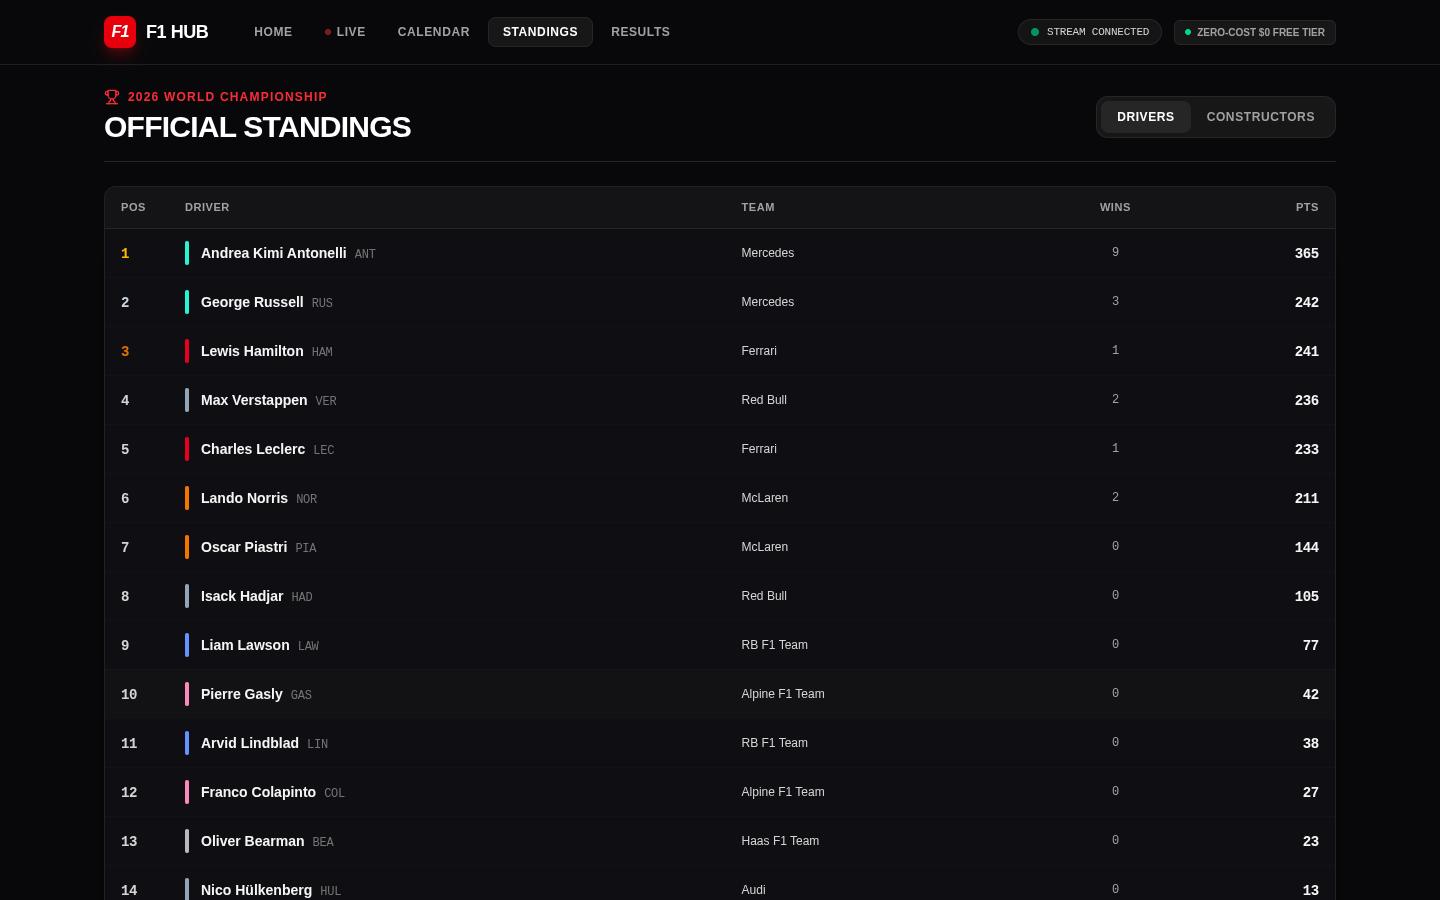 F1 F1 HUB HOME LIVE CALENDAR STANDINGS RESULTS STREAM CONNECTED ZERO-COST $0 FREE TIER
2026 WORLD CHAMPIONSHIP
OFFICIAL STANDINGS
DRIVERS CONSTRUCTORS
POS DRIVER TEAM WINS PTS
1 Andrea Kimi Antonelli ANT Mercedes 9 365
2 George Russell RUS Mercedes 3 242
3 Lewis Hamilton HAM Ferrari 1 241
4 Max Verstappen VER Red Bull 2 236
5 Charles Leclerc LEC Ferrari 1 233
6 Lando Norris NOR McLaren 2 211
7 Oscar Piastri PIA McLaren 0 144
8 Isack Hadjar HAD Red Bull 0 105
9 Liam Lawson LAW RB F1 Team 0 77
10 Pierre Gasly GAS Alpine F1 Team 0 42
11 Arvid Lindblad LIN RB F1 Team 0 38
12 Franco Colapinto COL Alpine F1 Team 0 27
13 Oliver Bearman BEA Haas F1 Team 0 23
14 Nico Hülkenberg HUL Audi 0 13